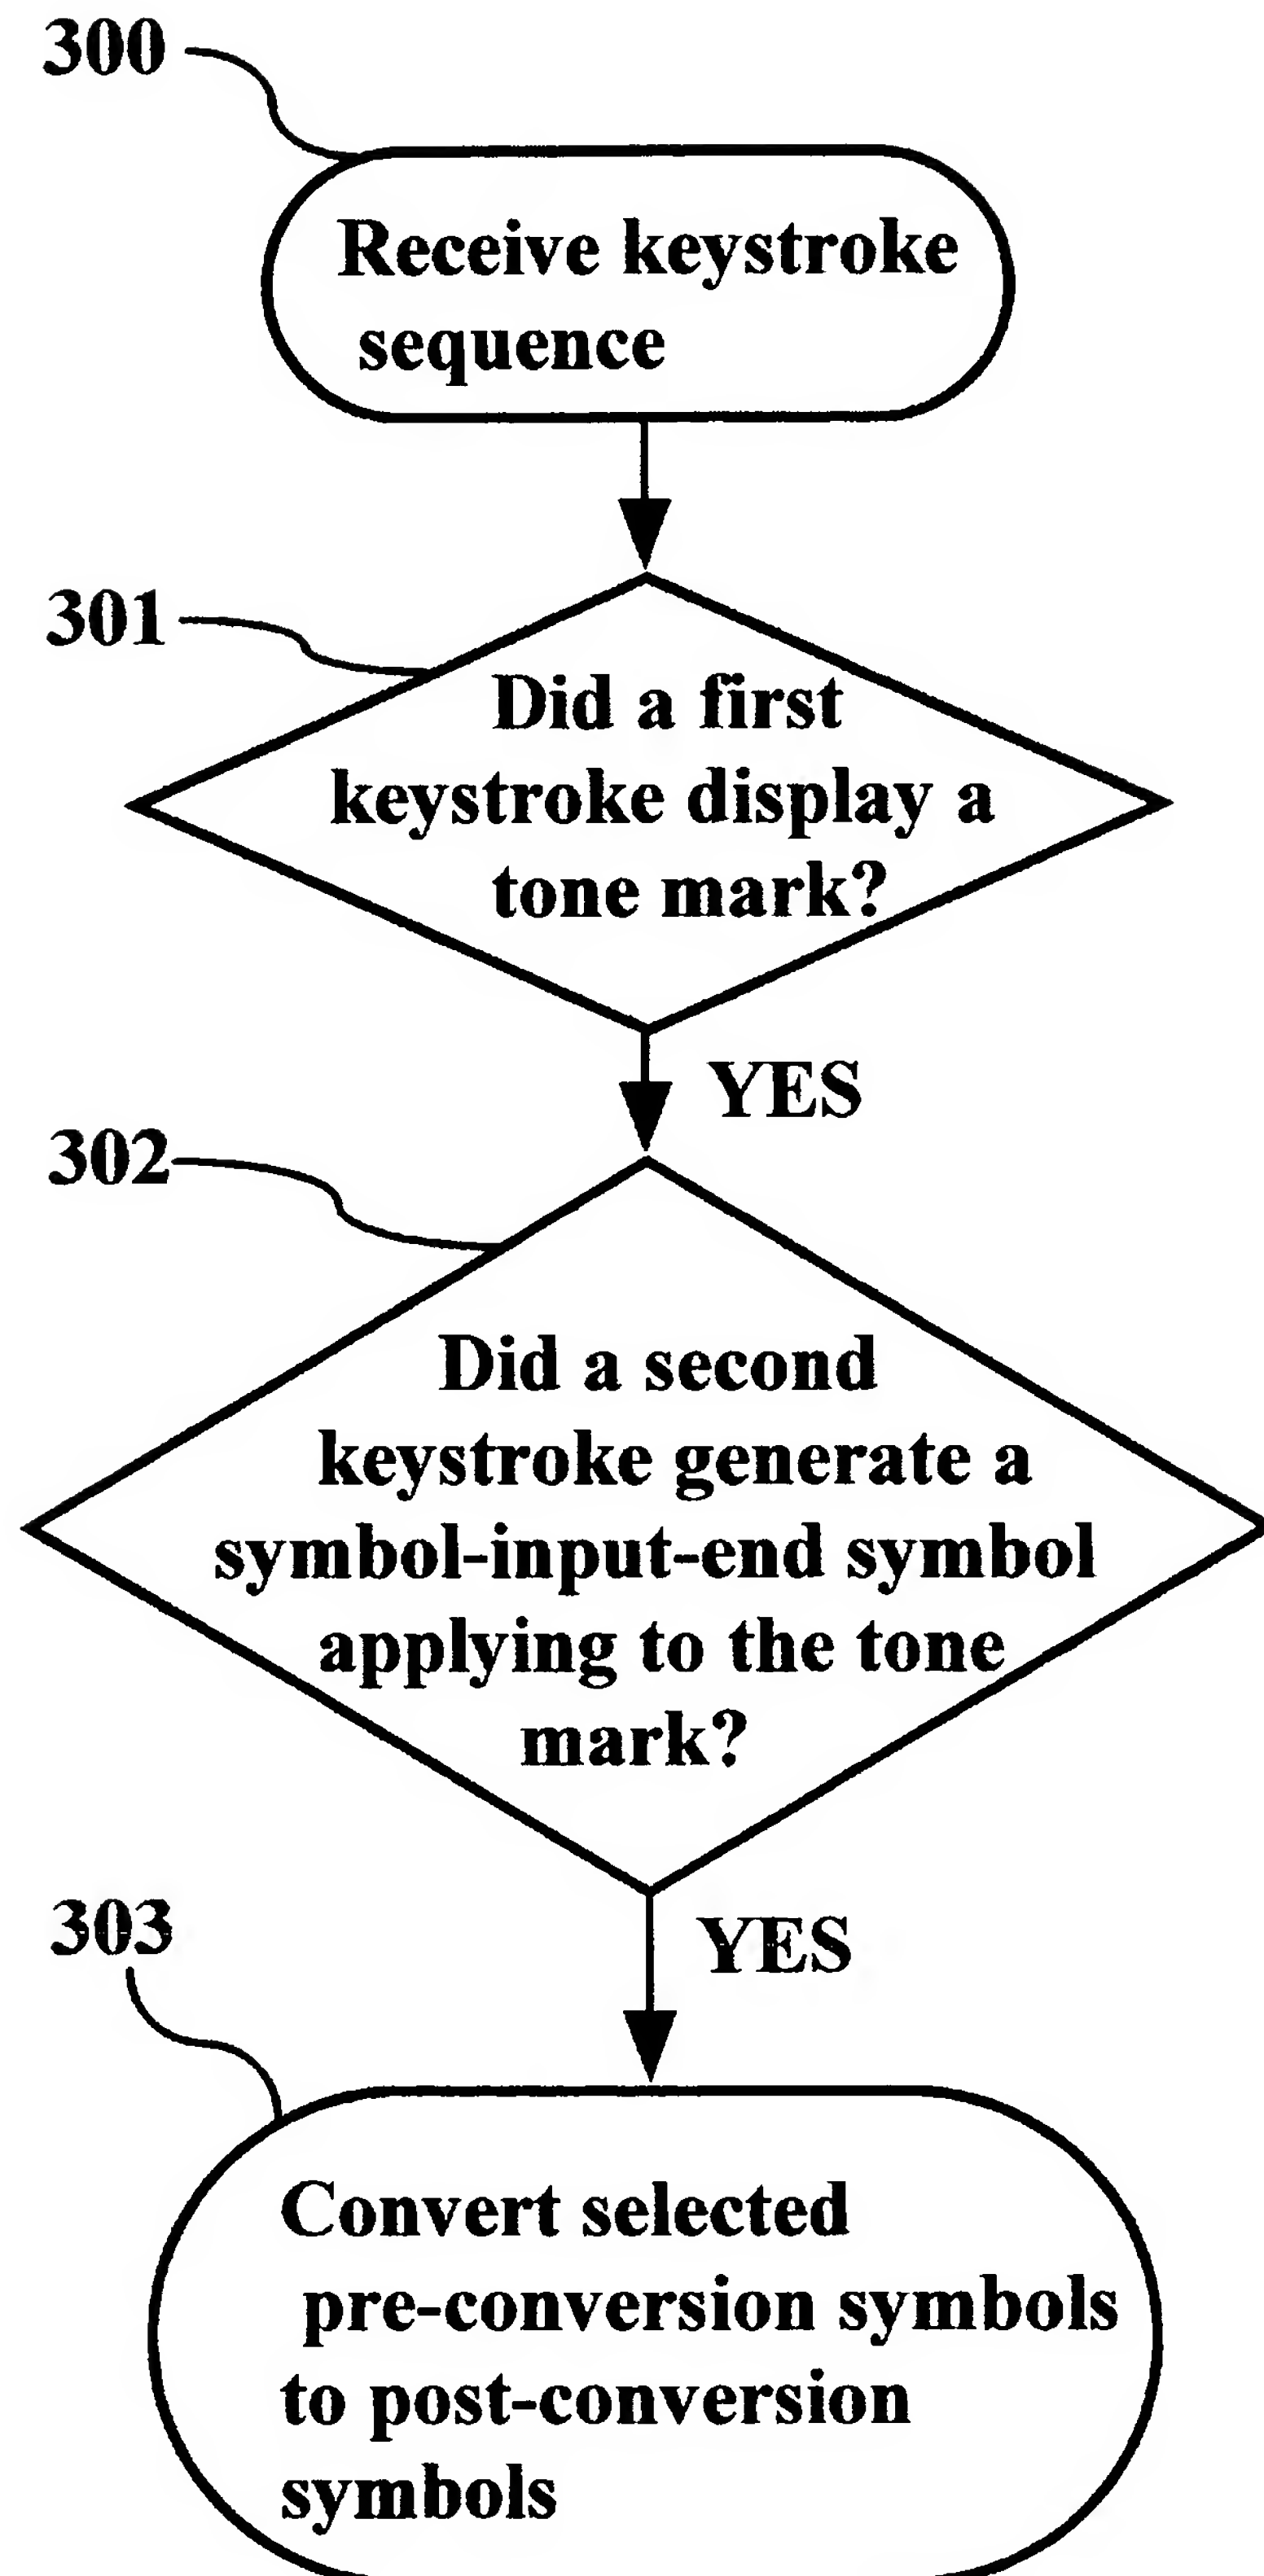 300
Receive keystroke
sequence
301
Did a first
keystroke display a
tone mark?
YES
302
Did a second
keystroke generate a
symbol-input-end symbol
applying to the tone
mark?
303
YES
Convert selected
pre-conversion symbols
to post-conversion
symbols